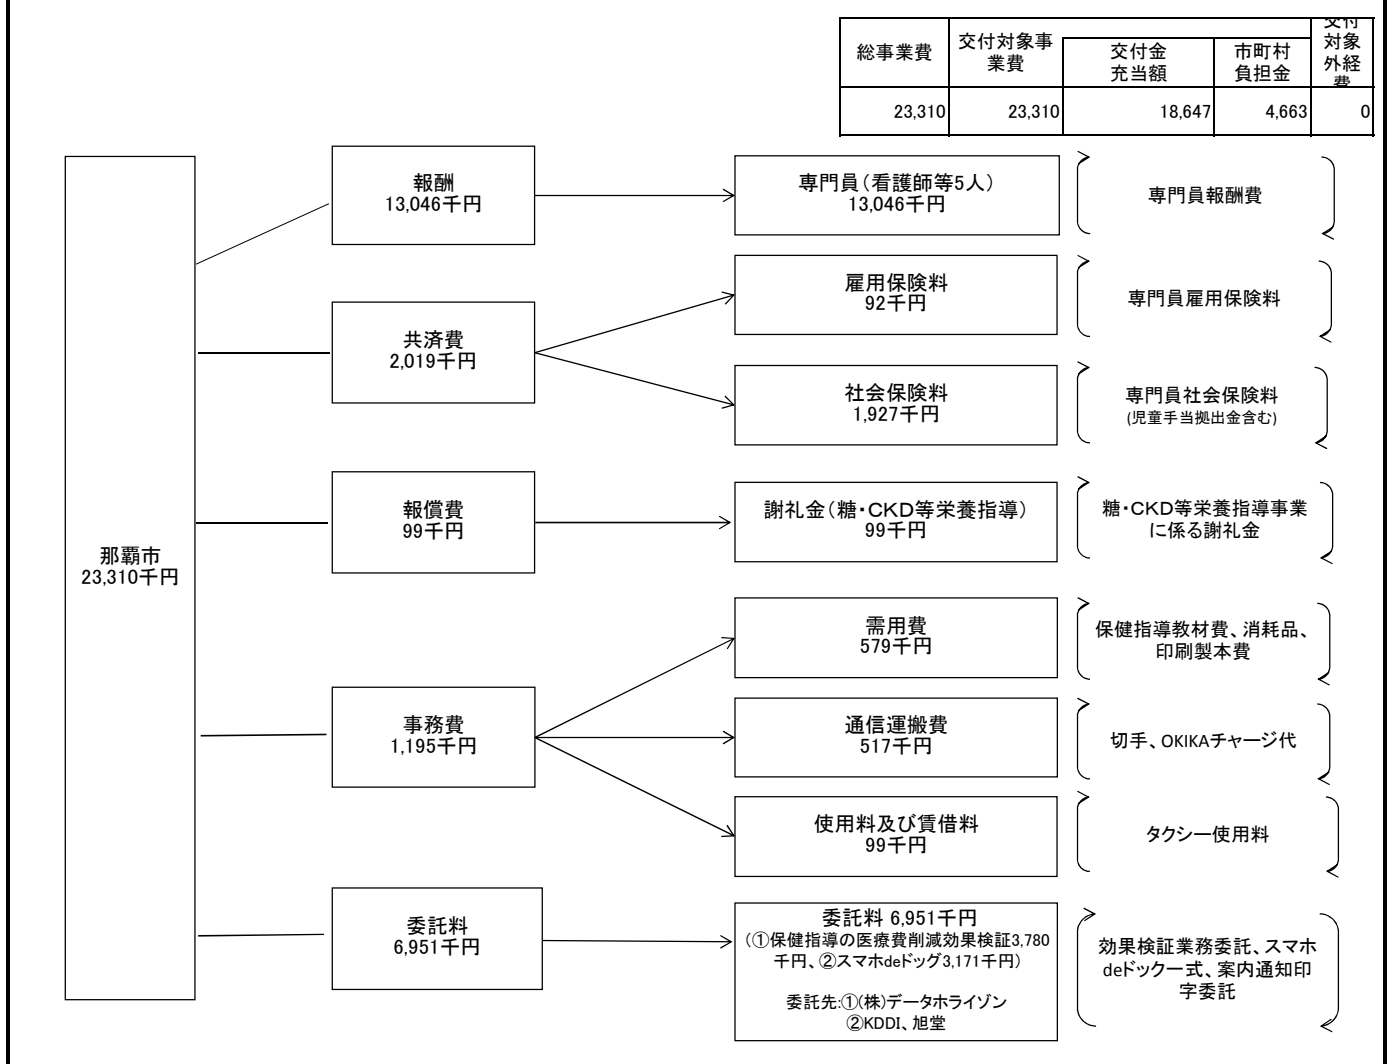 総事業費
交付対象事
業費
交付金
充当額
市町村
負担金
交付
対象
外経
費
23,310
23,310
18,647
4,663
0
那覇市
23,310千円
報酬
13,046千円
専門員（看護師等5人）
13,046千円
専門員報酬費
共済費
2,019千円
雇用保険料
92千円
専門員雇用保険料
社会保険料
1,927千円
専門員社会保険料
(児童手当拠出金含む)
報償費
99千円
謝礼金（糖・CKD等栄養指導）
99千円
糖・CKD等栄養指導事業
に係る謝礼金
事務費
1,195千円
需用費
579千円
保健指導教材費、消耗品、
印刷製本費
通信運搬費
517千円
切手、OKIKAチャージ代
使用料及び賃借料
99千円
タクシー使用料
委託料
6,951千円
委託料 6,951千円
（①保健指導の医療費削減効果検証3,780
千円、②スマホdeドッグ3,171千円）
委託先:①(株)データホライゾン
②KDDI、旭堂
効果検証業務委託、スマホ
deドック一式、案内通知印
字委託